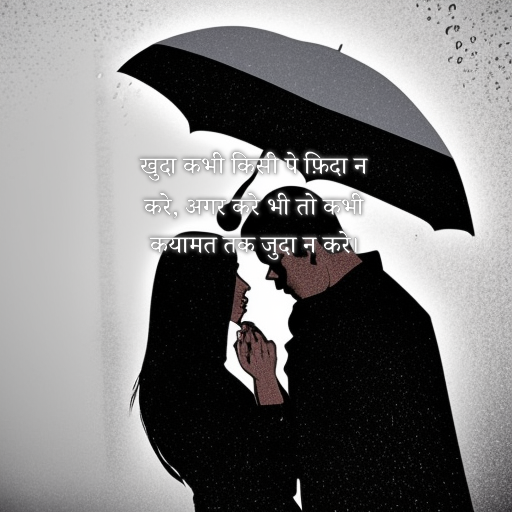 खुदा कभी किसी पे फ़िदा न
करे, अगर करे भी तो कभी
कयामत तक जुदा न करे।